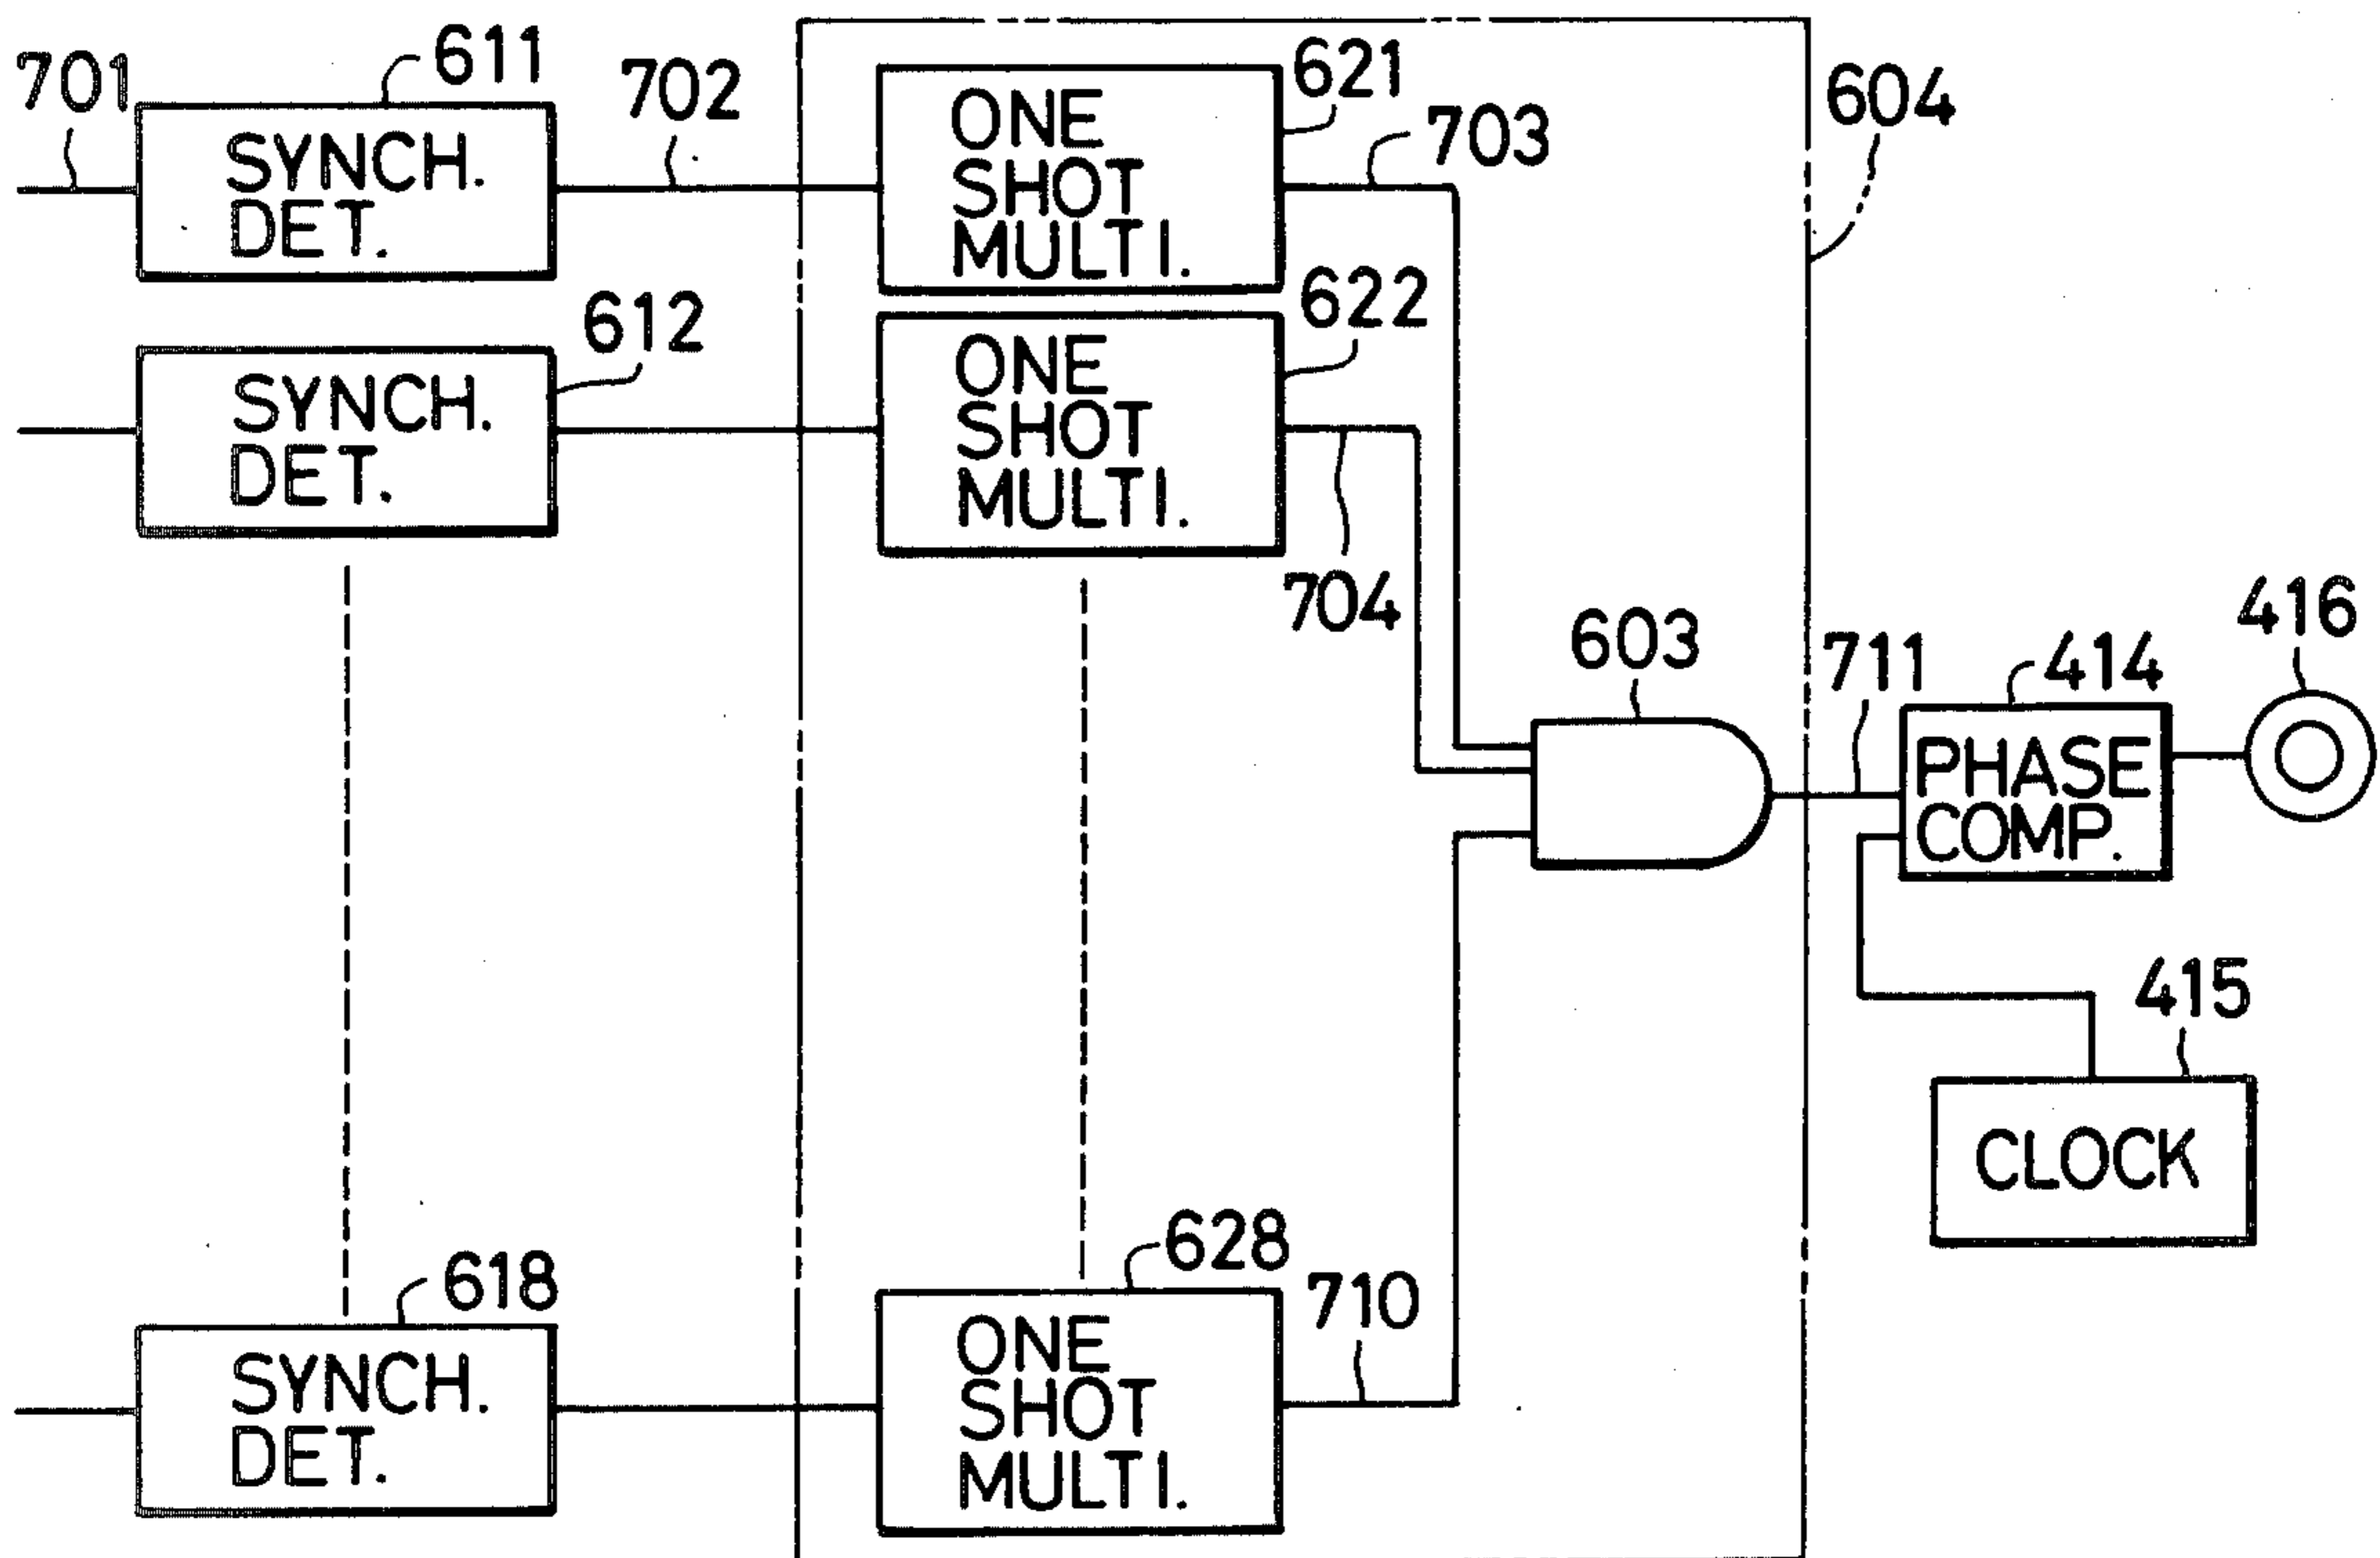 701
611
702
621
604
SYNCH.
DET.
ONE
SHOT
MULTI.
703
612
622
SYNCH.
DET.
ONE
SHOT
MULTI.
704
603
711
414
416
PHASE
COMP.
415
CLOCK
618
628
710
SYNCH.
DET.
ONE
SHOT
MULTI.